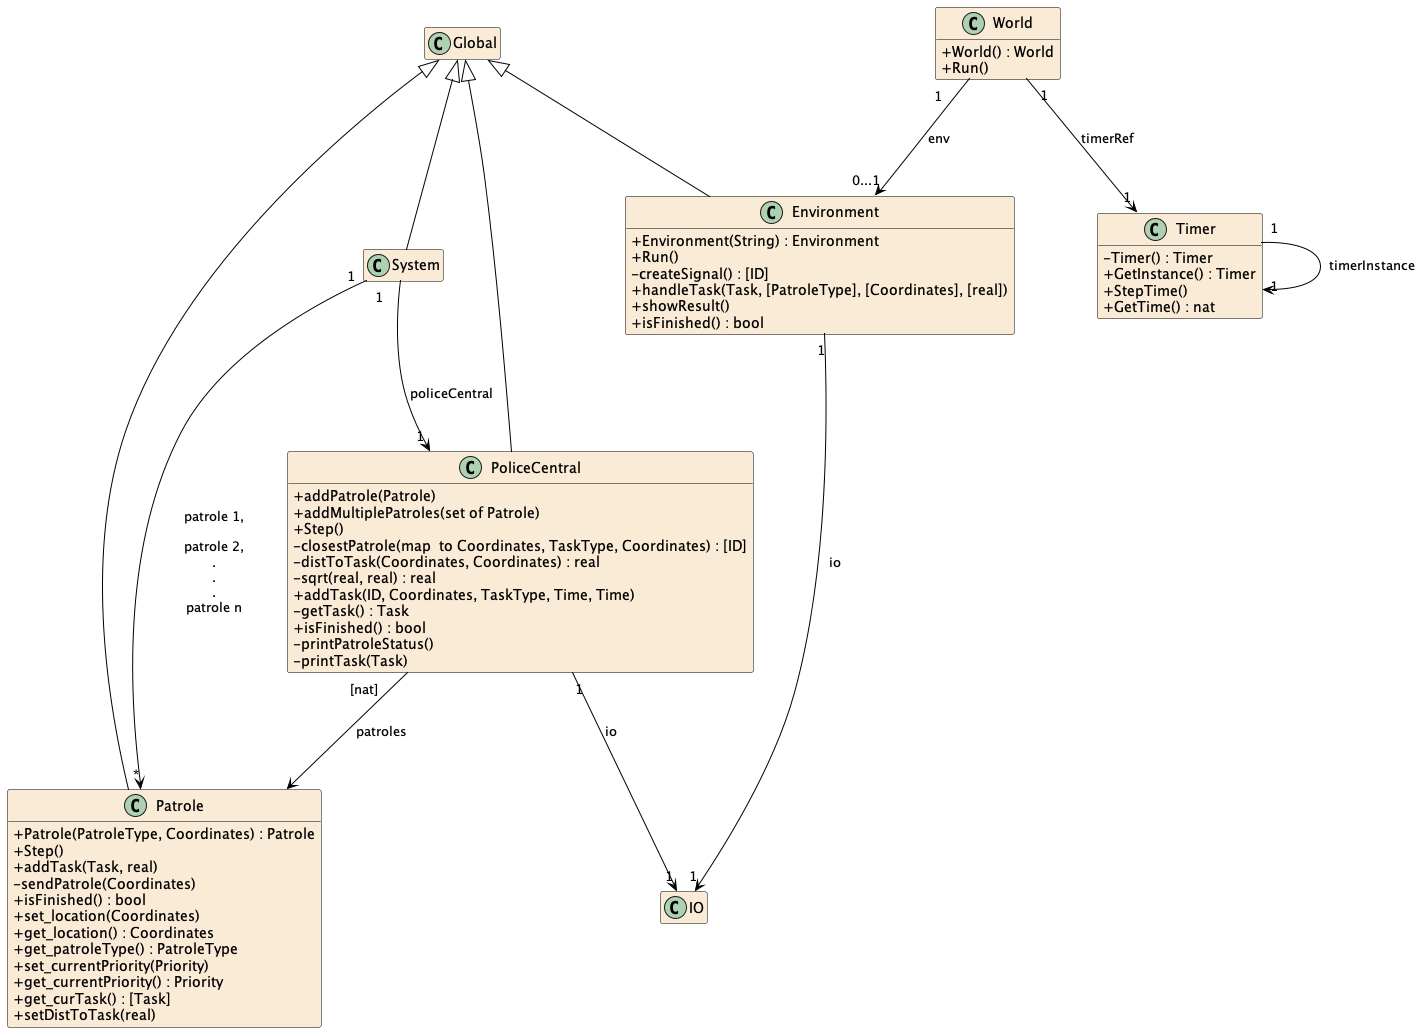 C World
+World() : World
+Run()
C Global
1
1
env
timerRef
0...1
1
C Environment
+Environment(String) : Environment
+Run()
-createSignal() : [ID]
+handleTask(Task, [PatroleType], [Coordinates], [real])
+showResult()
+isFinished() : bool
C Timer
-Timer() : Timer
+GetInstance() : Timer
+StepTime()
+GetTime() : nat
1
timerInstance
1
C System
1
1
1
policeCentral
1
C PoliceCentral
+addPatrole(Patrole)
+addMultiplePatroles(set of Patrole)
+Step()
-closestPatrole(map  to Coordinates, TaskType, Coordinates) : [ID]
-distToTask(Coordinates, Coordinates) : real
-sqrt(real, real) : real
+addTask(ID, Coordinates, TaskType, Time, Time)
-getTask() : Task
+isFinished() : bool
-printPatroleStatus()
-printTask(Task)
patrole 1,
patrole 2,
.
.
.
patrole n
io
[nat]
1
patroles
io
*
C Patrole
+Patrole(PatroleType, Coordinates) : Patrole
+Step()
+addTask(Task, real)
-sendPatrole(Coordinates)
+isFinished() : bool
+set_location(Coordinates)
+get_location() : Coordinates
+get_patroleType() : PatroleType
+set_currentPriority(Priority)
+get_currentPriority() : Priority
+get_curTask() : [Task]
+setDistToTask(real)
1
1
C IO